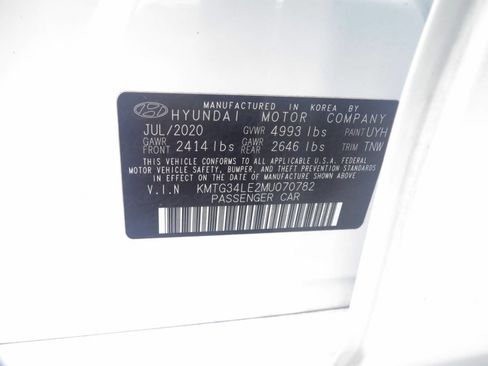 MANUFACTURED IN KOREA BY
HYUNDAI MOTOR COMPANY
JUL/2020 GVWR 4993 lbs PAINT UYH
GAWR FRONT 2414 lbs GAWR REAR 2646 lbs TRIM TNW
THIS VEHICLE CONFORMS TO ALL APPLICABLE U.S.A. FEDERAL
MOTOR VEHICLE SAFETY, BUMPER, AND THEFT PREVENTION STANDARDS
IN EFFECT ON THE DATE OF MANUFACTURE SHOWN ABOVE.
V.I.N KMTG34LE2MU070782
PASSENGER CAR